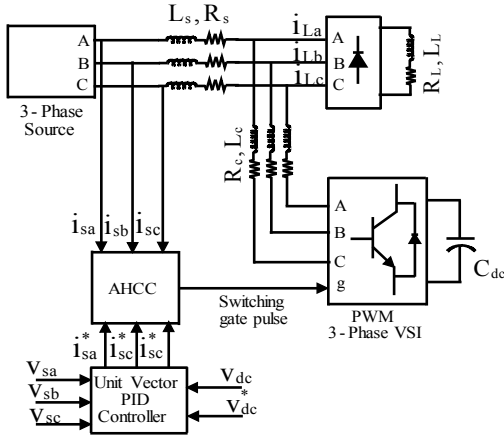 L_s, R_s
A
B
C
3- Phase
Source
i_La
i_Lb
i_Lc
A
B
C
R_L, L_L
R_c, L_c
i_sa
i_sb
i_sc
A
B
C
g
C_dc
AHCC
Switching
gate pulse
PWM
3-Phase VSI
i*_sa
i*_sc
i*_sc
v_sa
v_sb
v_sc
Unit Vector
PID
Controller
v_dc
v*_dc